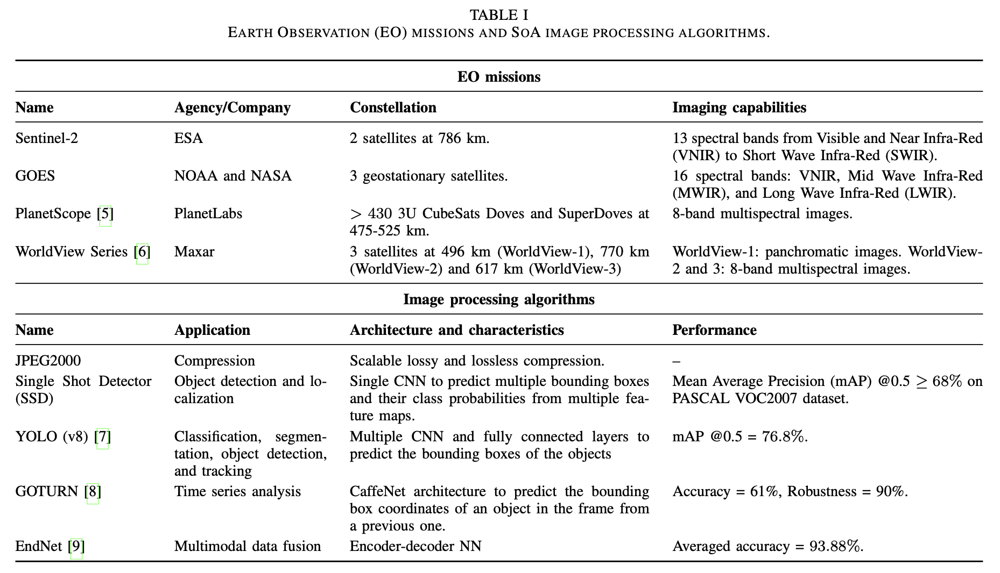 TABLE I
EARTH OBSERVATION (EO) MISSIONS AND SOA IMAGE PROCESSING ALGORITHMS.
EO missions
Name Agency/Company Constellation Imaging capabilities
Sentinel-2 ESA 2 satellites at 786 km. 13 spectral bands from Visible and Near Infra-Red
(VNIR) to Short Wave Infra-Red (SWIR).
GOES NOAA and NASA 3 geostationary satellites. 16 spectral bands: VNIR, Mid Wave Infra-Red
(MWIR), and Long Wave Infra-Red (LWIR).
PlanetScope [5] PlanetLabs > 430 3U CubeSats Doves and SuperDoves at 8-band multispectral images.
475-525 km.
WorldView Series [6] Maxar 3 satellites at 496 km (WorldView-1), 770 km WorldView-1: panchromatic images. WorldView-
(WorldView-2) and 617 km (WorldView-3) 2 and 3: 8-band multispectral images.
Image processing algorithms
Name Application Architecture and characteristics Performance
JPEG2000 Compression Scalable lossy and lossless compression. –
Single Shot Detector Object detection and lo- Single CNN to predict multiple bounding boxes Mean Average Precision (mAP) @0.5 ≥ 68% on
(SSD) calization and their class probabilities from multiple fea- PASCAL VOC2007 dataset.
ture maps.
YOLO (v8) [7] Classification, segmen- Multiple CNN and fully connected layers to mAP @0.5 = 76.8%.
tation, object detection, predict the bounding boxes of the objects
and tracking
GOTURN [8] Time series analysis CaffeNet architecture to predict the bounding Accuracy = 61%, Robustness = 90%.
box coordinates of an object in the frame from
a previous one.
EndNet [9] Multimodal data fusion Encoder-decoder NN Averaged accuracy = 93.88%.